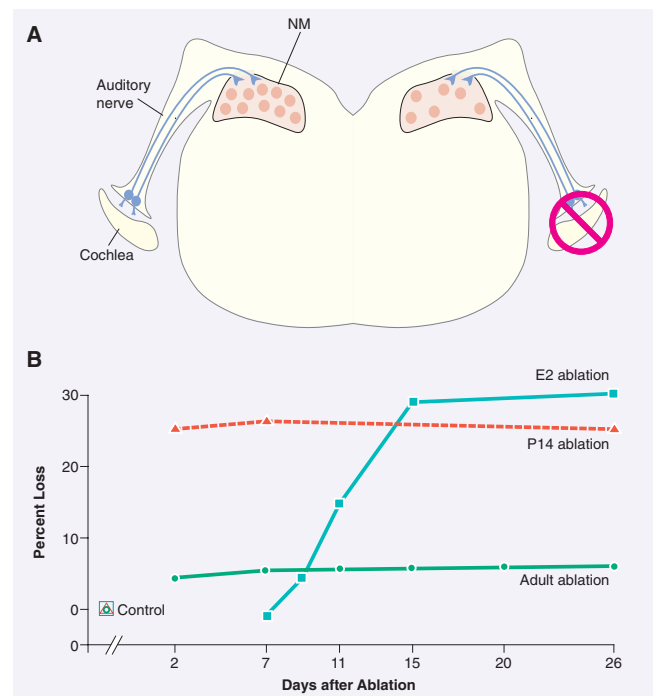 A
NM
Auditory
nerve
Cochlea
B
E2 ablation
30
P14 ablation
20
Percent Loss
10
Adult ablation
0
Control
0
2
7
11
15
20
26
Days after Ablation